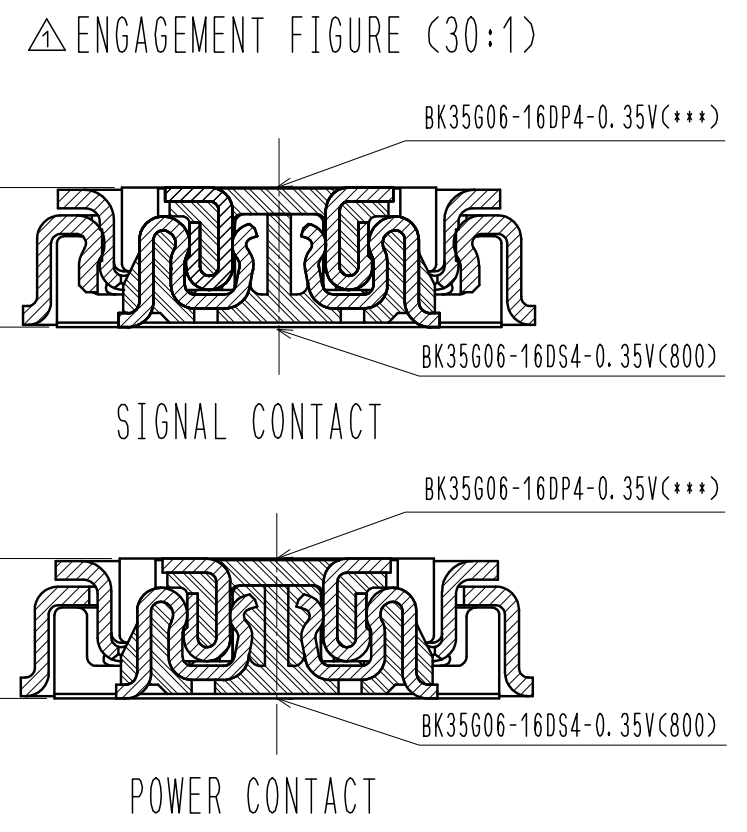 1 ENGAGEMENT FIGURE (30:1)
BK35G06-16DP4-0.35V(***)
BK35G06-16DS4-0.35V(800)
SIGNAL CONTACT
BK35G06-16DP4-0.35V(***)
BK35G06-16DS4-0.35V(800)
POWER CONTACT